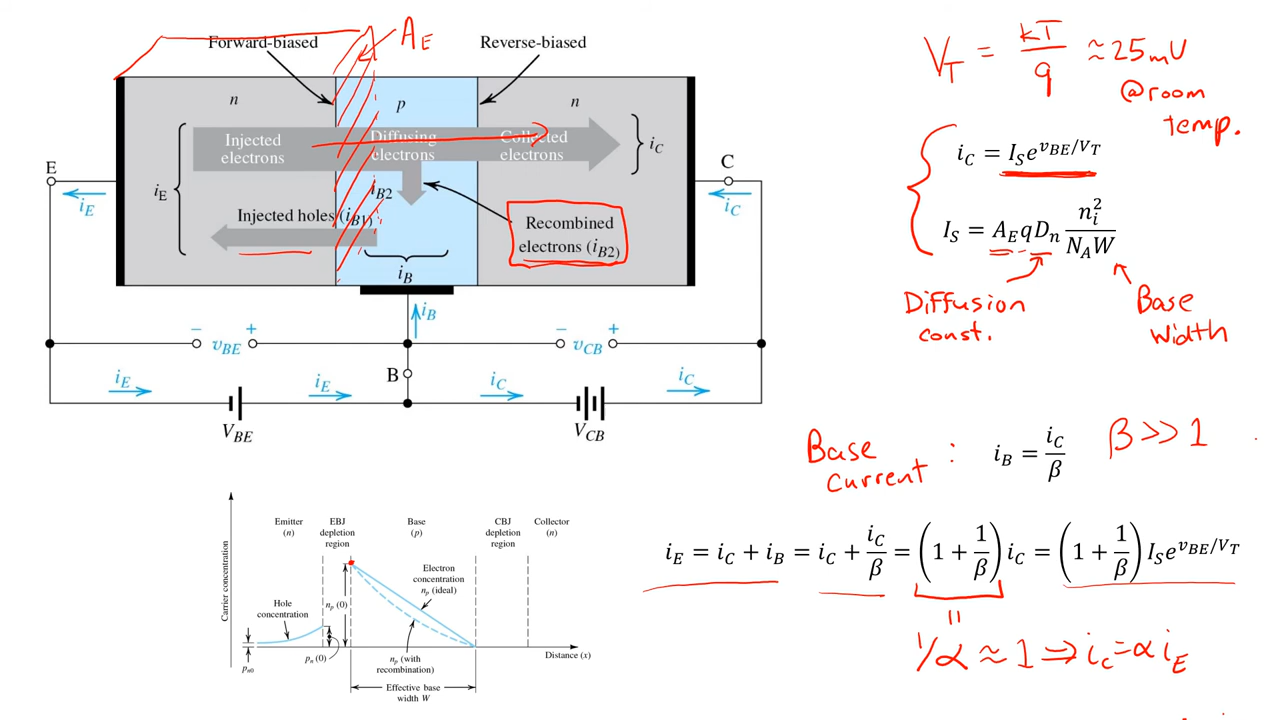 Forward-biased
A_E
Reverse-biased
n
p
n
Injected
electrons
Diffusing
electrons
Collected
electrons
i_E
i_C
i_B2
Injected holes (i_B1)
Recombined
electrons (i_B2)
i_B
E
i_E
C
i_C
i_B
− v_BE +
− v_CB +
B
i_E
i_E
i_C
i_C
V_BE
V_CB
V_T = kT/q ≈ 25mV
@room
temp.
i_C = I_S e^{v_BE/V_T}
I_S = A_E q D_n n_i^2/(N_A W)
Diffusion
const.
Base
Width
Base
Current :
i_B = i_C/β
β >> 1
i_E = i_C + i_B = i_C + i_C/β = (1 + 1/β) i_C = (1 + 1/β) I_S e^{v_BE/V_T}
"
1/α ≈ 1 ⇒ i_C = α i_E
Carrier concentration
Emitter
(n)
EBJ
depletion
region
Base
(p)
CBJ
depletion
region
Collector
(n)
Hole
concentration
Electron
concentration
n_p (ideal)
n_p (0)
p_n (0)
p_n0
n_p (with
recombination)
Distance (x)
Effective base
width W